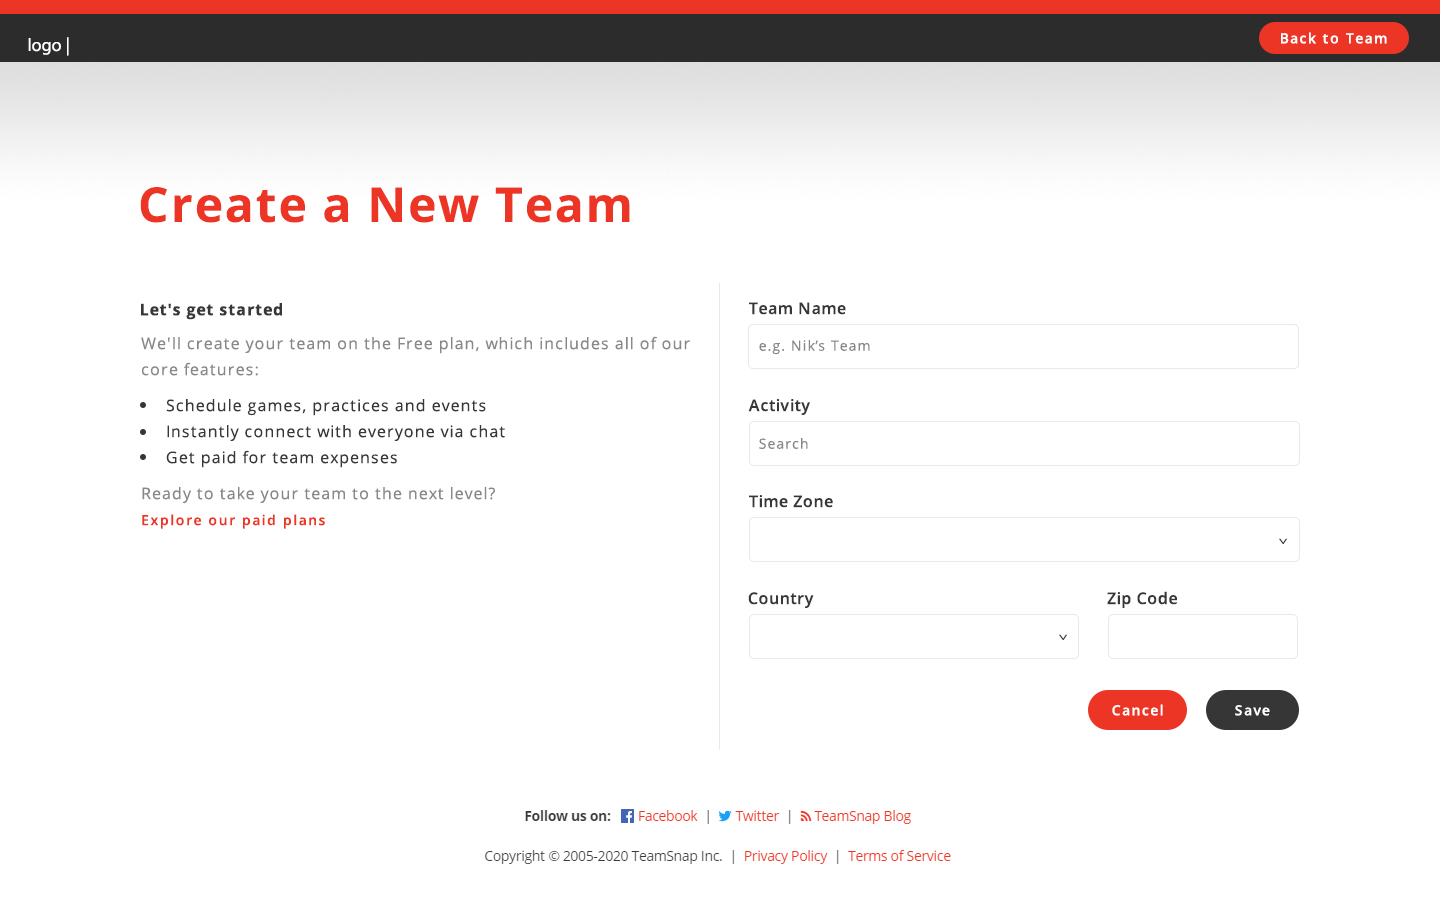 logo |
Back to Team
Create a New Team
Let's get started
We'll create your team on the Free plan, which includes all of our
core features:
• Schedule games, practices and events
• Instantly connect with everyone via chat
• Get paid for team expenses
Ready to take your team to the next level?
Explore our paid plans
Team Name
e.g. Nik’s Team
Activity
Search
Time Zone
Country
Zip Code
Cancel
Save
Follow us on: Facebook | Twitter | TeamSnap Blog
Copyright © 2005-2020 TeamSnap Inc. | Privacy Policy | Terms of Service